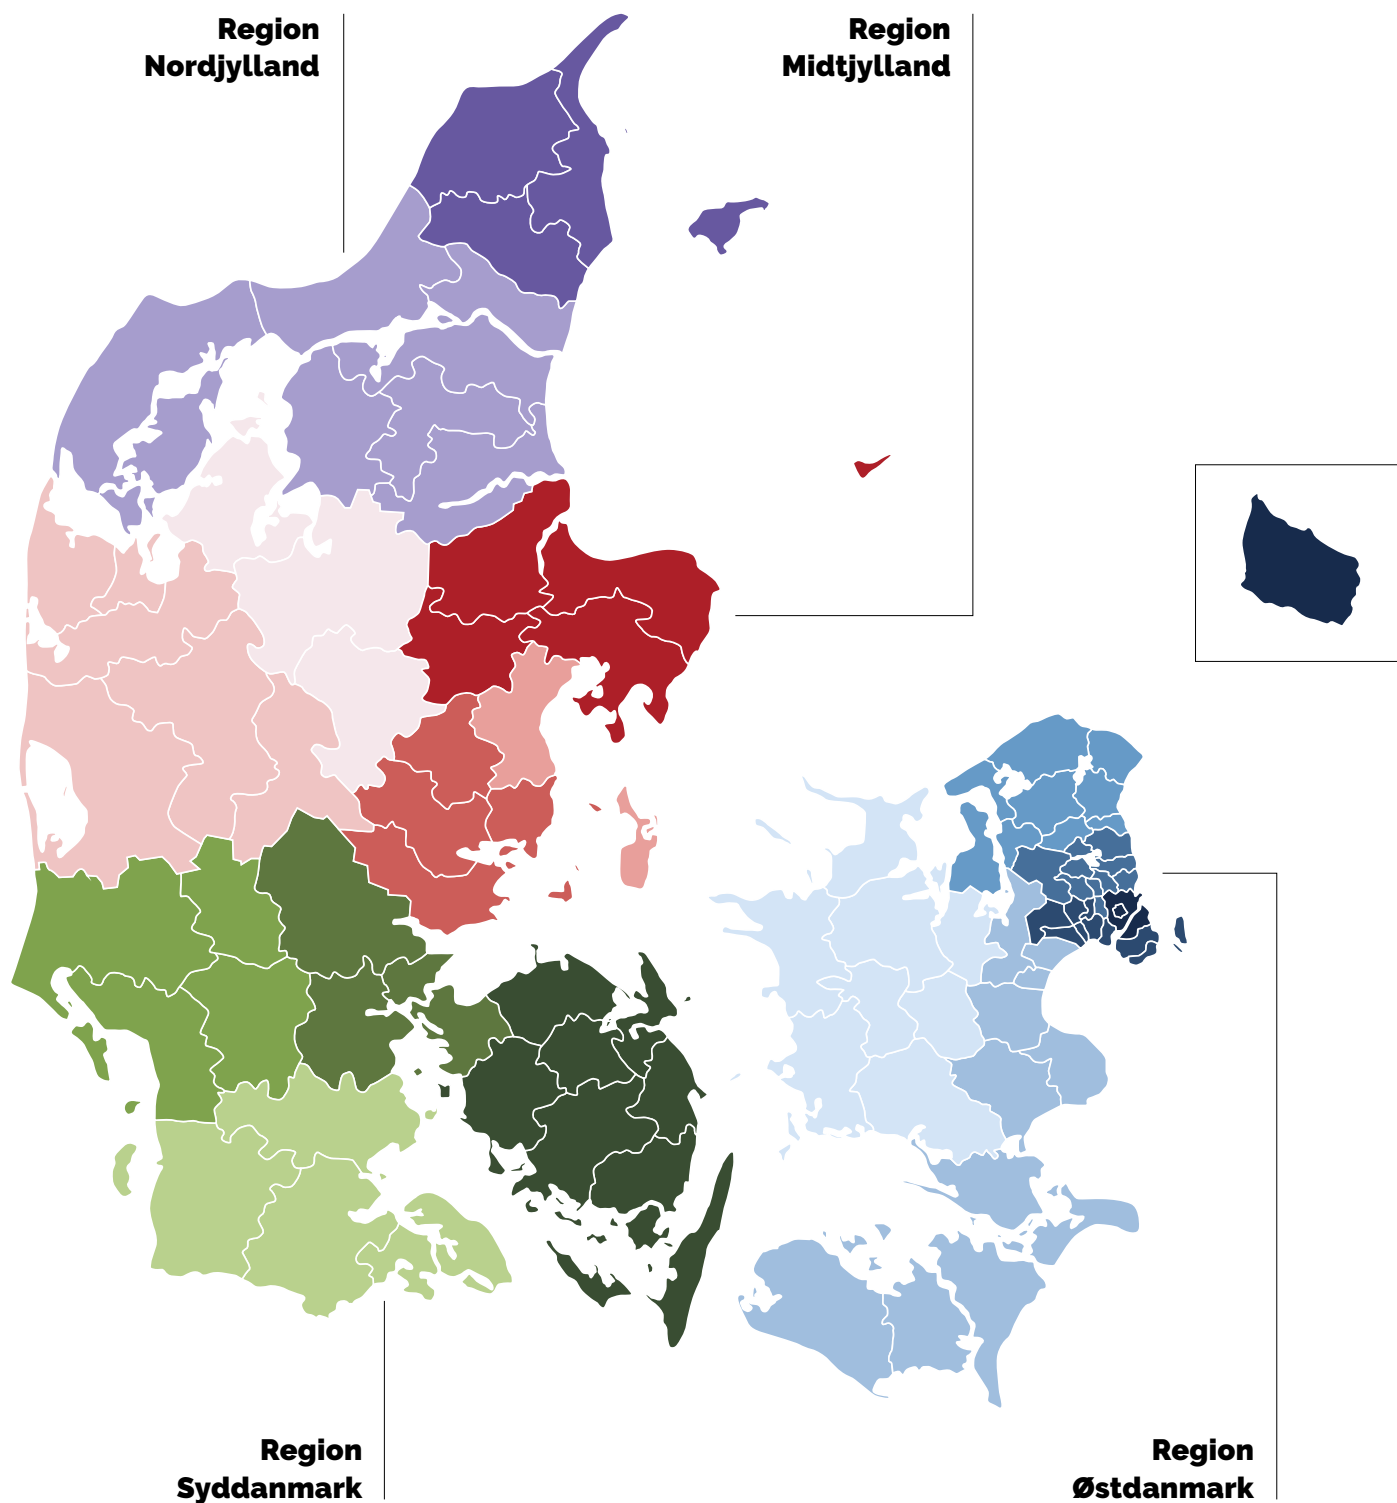 Region
Nordjylland
Region
Midtjylland
Region
Syddanmark
Region
Østdanmark